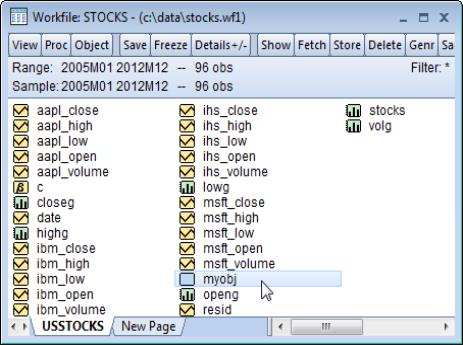 Workfile: STOCKS - (c:\data\stocks.wf1)
View Proc Object Save Freeze Details+/- Show Fetch Store Delete Genr Sa
Range: 2005M01 2012M12 -- 96 obs Filter: *
Sample: 2005M01 2012M12 -- 96 obs
aapl_close
aapl_high
aapl_low
aapl_open
aapl_volume
β c
closeg
date
highg
ibm_close
ibm_high
ibm_low
ibm_open
ibm_volume
ihs_close
ihs_high
ihs_low
ihs_open
ihs_volume
lowg
msft_close
msft_high
msft_low
msft_open
msft_volume
myobj
openg
resid
stocks
volg
USSTOCKS New Page